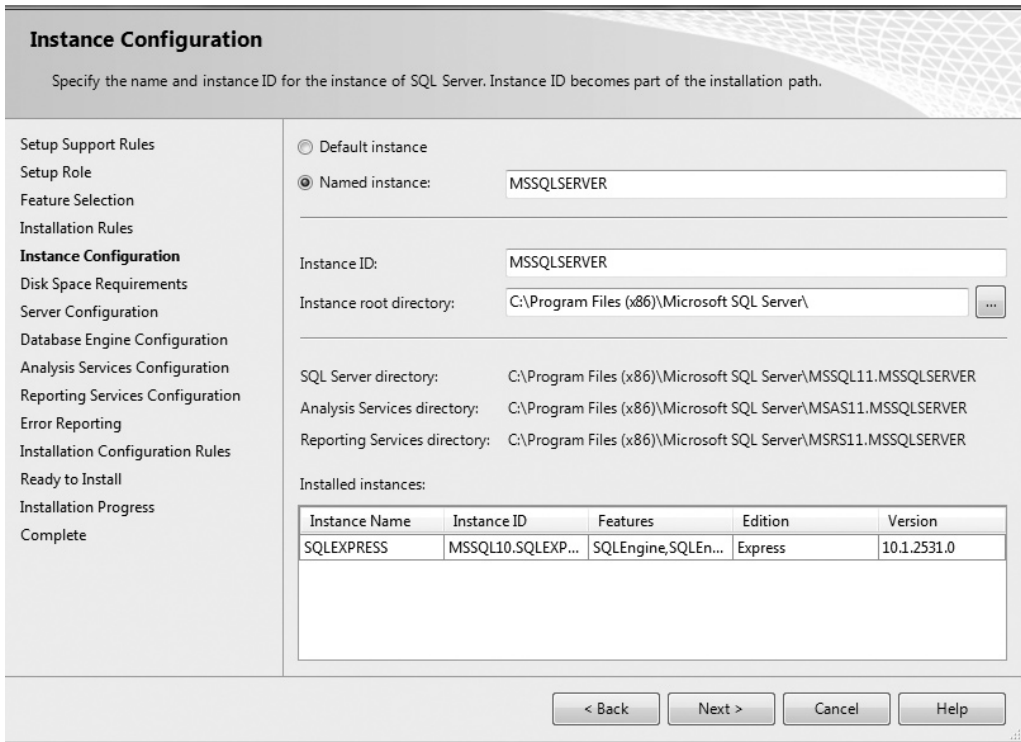 Instance Configuration
Specify the name and instance ID for the instance of SQL Server. Instance ID becomes part of the installation path.
Setup Support Rules
Setup Role
Feature Selection
Installation Rules
Instance Configuration
Disk Space Requirements
Server Configuration
Database Engine Configuration
Analysis Services Configuration
Reporting Services Configuration
Error Reporting
Installation Configuration Rules
Ready to Install
Installation Progress
Complete
Default instance
Named instance: MSSQLSERVER
Instance ID: MSSQLSERVER
Instance root directory: C:\Program Files (x86)\Microsoft SQL Server\ ...
SQL Server directory: C:\Program Files (x86)\Microsoft SQL Server\MSSQL11.MSSQLSERVER
Analysis Services directory: C:\Program Files (x86)\Microsoft SQL Server\MSAS11.MSSQLSERVER
Reporting Services directory: C:\Program Files (x86)\Microsoft SQL Server\MSRS11.MSSQLSERVER
Installed instances:
Instance Name Instance ID Features Edition Version
SQLEXPRESS MSSQL10.SQLEXP... SQLEngine,SQLEn... Express 10.1.2531.0
< Back Next > Cancel Help